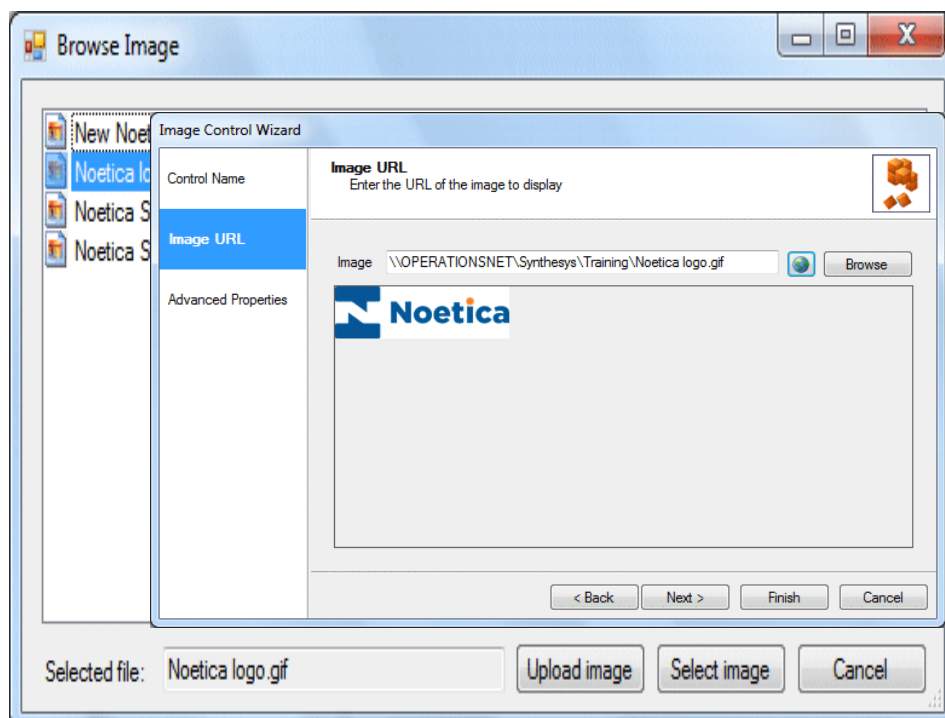 Browse Image
X
New Noet
Noetica lo
Noetica S
Noetica S
Image Control Wizard
Control Name
Image URL
Advanced Properties
Image URL
Enter the URL of the image to display
Image \\OPERATIONSNET\Synthesys\Training\Noetica logo.gif Browse
Noetica
< Back Next > Finish Cancel
Selected file: Noetica logo.gif Upload image Select image Cancel